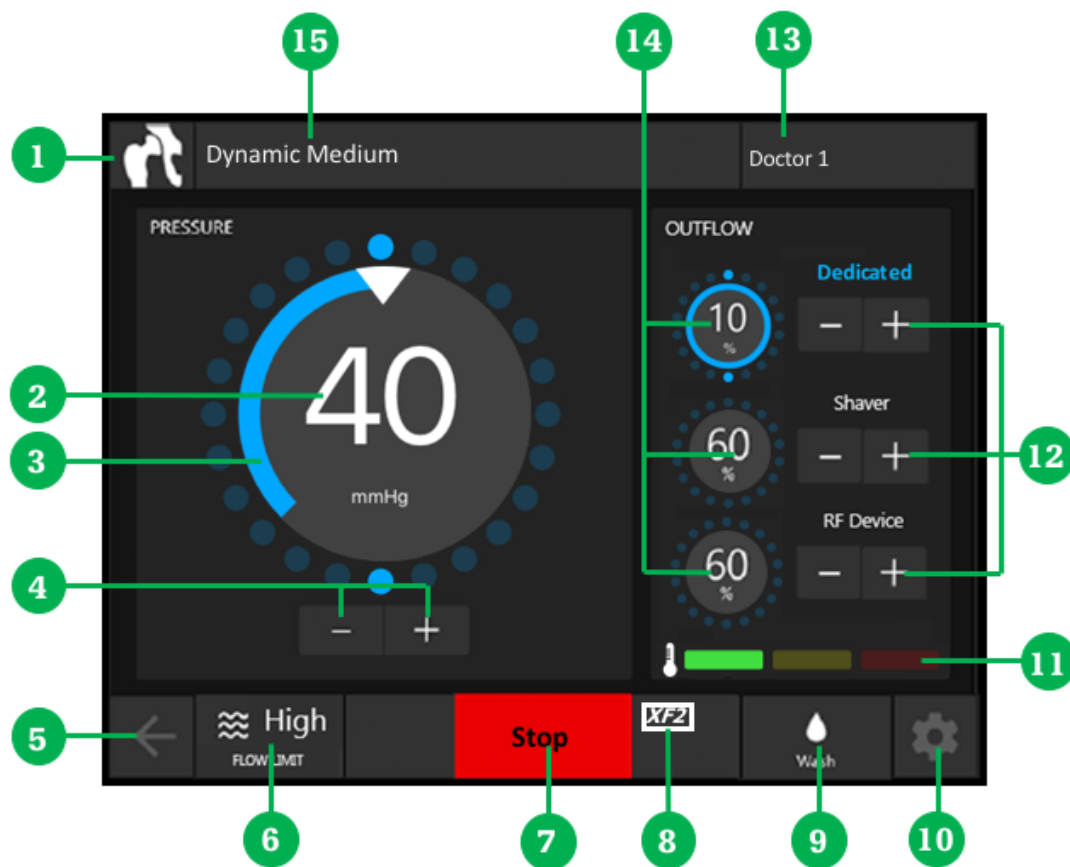 15
13
14
1
Dynamic Medium
Doctor 1
PRESSURE
OUTFLOW
Dedicated
10
%
− +
2
40
mmHg
3
Shaver
60
%
− +
12
RF Device
60
%
− +
4
− +
11
5
High
FLOW LIMIT
Stop
XF2
Wash
6
7
8
9
10